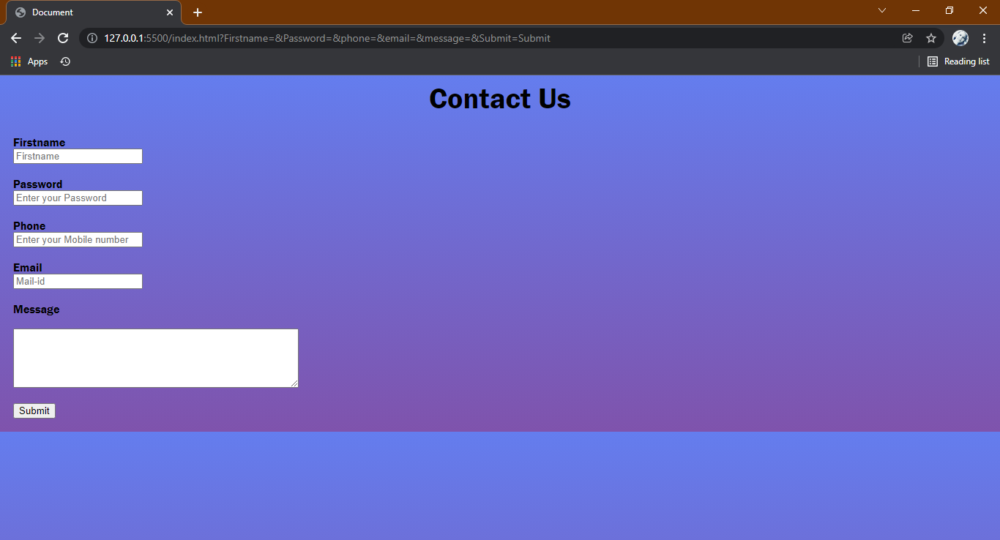 Document
127.0.0.1:5500/index.html?Firstname=&Password=&phone=&email=&message=&Submit=Submit
Apps
Reading list
Contact Us
Firstname
Firstname
Password
Enter your Password
Phone
Enter your Mobile number
Email
Mail-id
Message
Submit